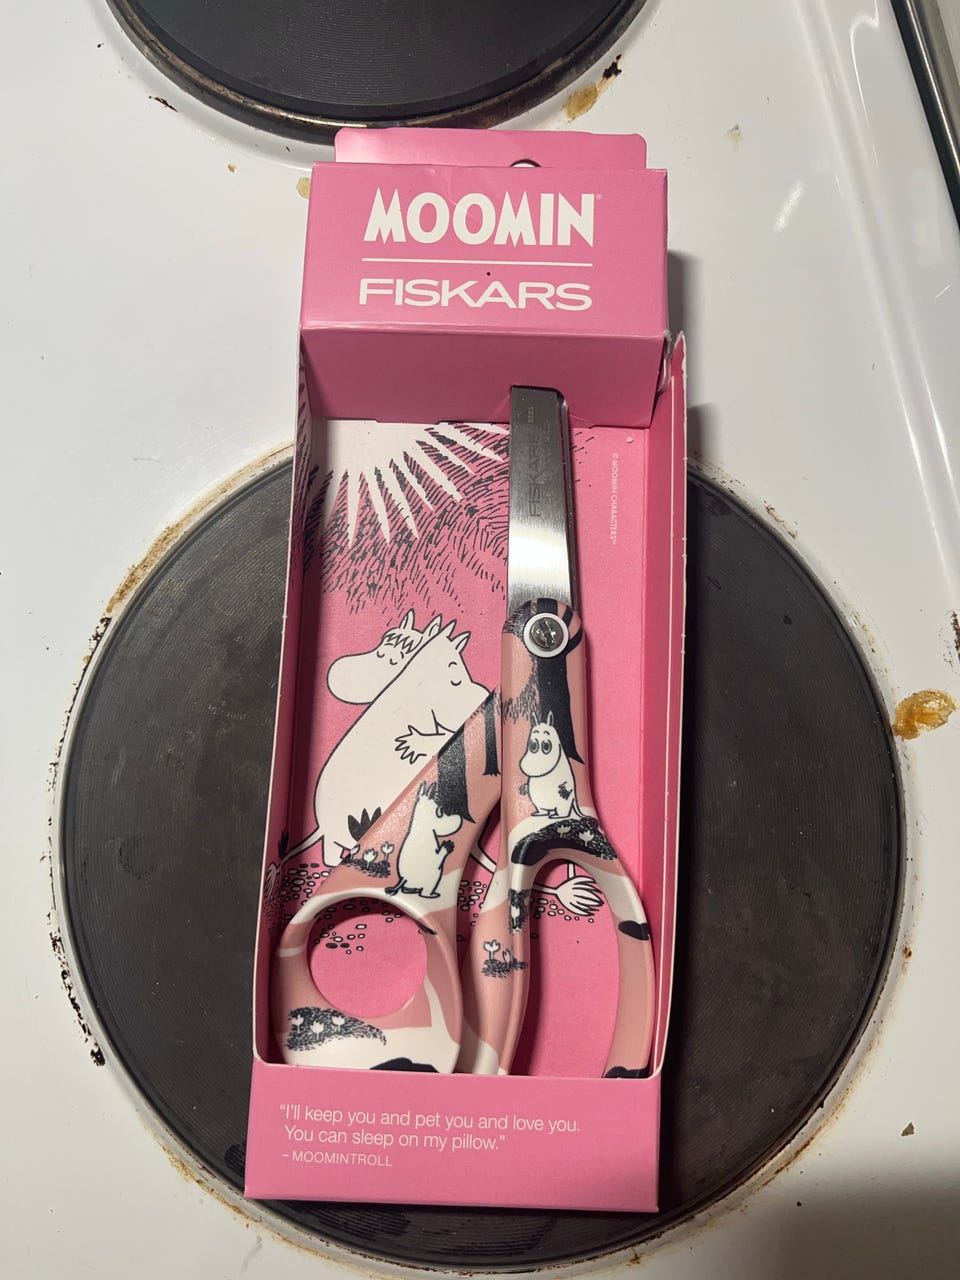 MOOMIN®
FISKARS
FISKARS
© MOOMIN CHARACTERS™
"I'll keep you and pet you and love you.
You can sleep on my pillow."
– MOOMINTROLL